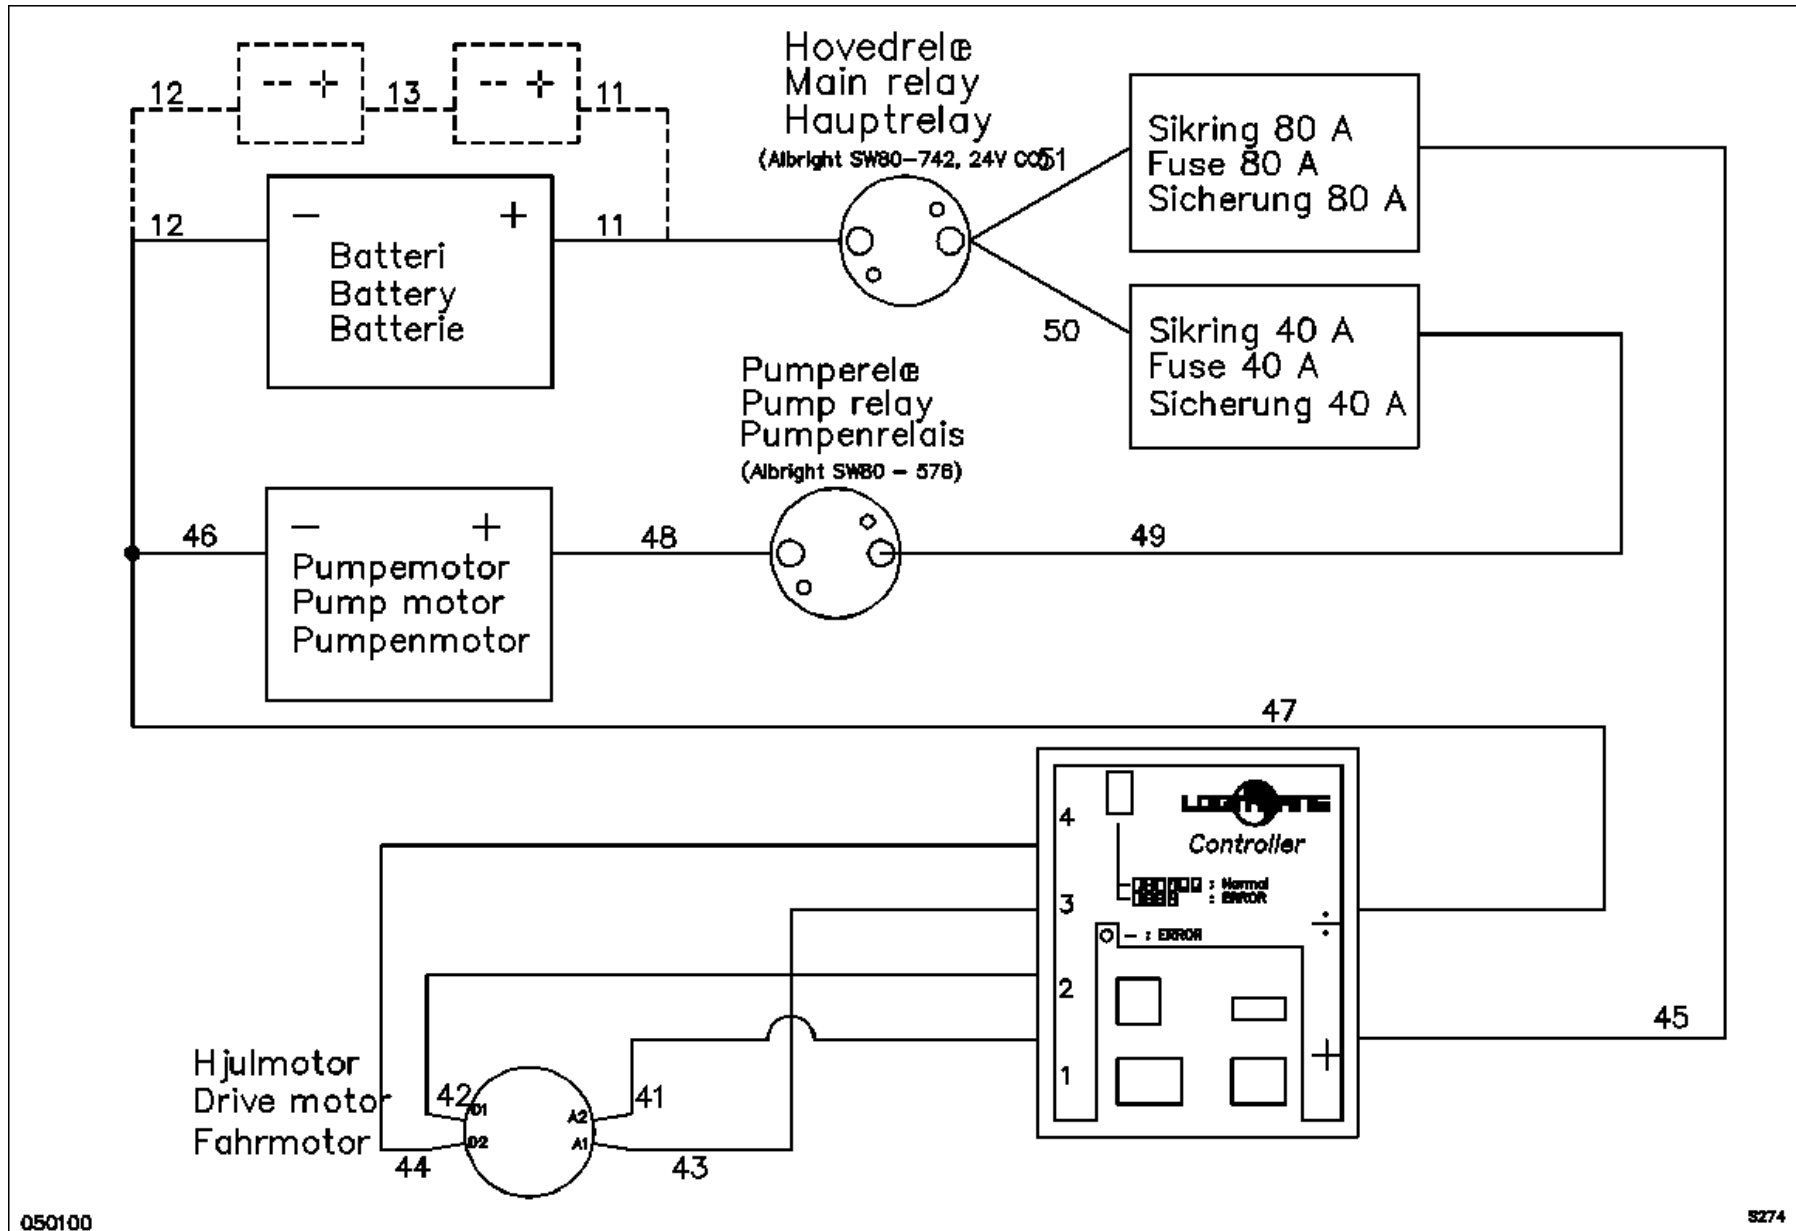 Hovedrelæ
Main relay
Hauptrelay
(Albright SW80-742, 24V CO)
51
12
-- +
13
-- +
11
Sikring 80 A
Fuse 80 A
Sicherung 80 A
12
- +
11
Batteri
Battery
Batterie
50
Sikring 40 A
Fuse 40 A
Sicherung 40 A
Pumperelæ
Pump relay
Pumpenrelais
(Albright SW80 - 576)
46
- +
48
49
Pumpemotor
Pump motor
Pumpenmotor
47
4
LOGITRANS
Controller
: Normal
: ERROR
3
÷
- : ERROR
2
45
+
1
Hjulmotor
Drive motor
Fahrmotor
42
D1
D2
44
A2
A1
41
43
050100
S274